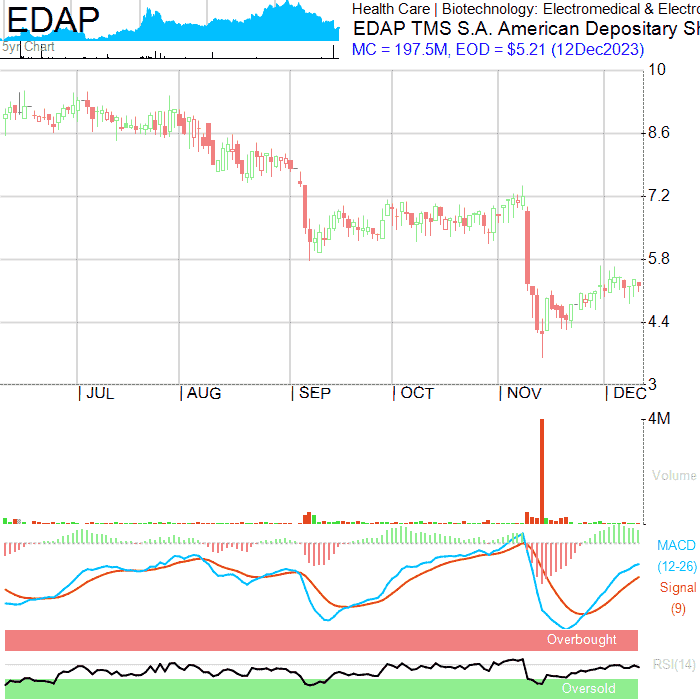 EDAP
5yr Chart
Health Care | Biotechnology: Electromedical & Electro
EDAP TMS S.A. American Depositary Sh
MC = 197.5M, EOD = $5.21 (12Dec2023)
10
8.6
7.2
5.8
4.4
3
| JUL | AUG | SEP | OCT | NOV | DEC
4M
Volume
MACD
(12-26)
Signal
(9)
Overbought
RSI(14)
Oversold